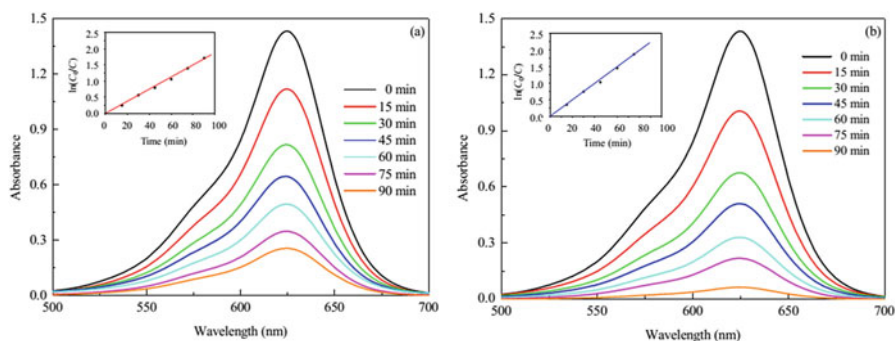 (a)
1.5
1.2
0.9
0.6
0.3
0.0
Absorbance
500
550
600
650
700
Wavelength (nm)
2.5
2.0
1.5
1.0
0.5
0.0
ln(C₀/C)
0 20 40 60 80 100
Time (min)
0 min
15 min
30 min
45 min
60 min
75 min
90 min
(b)
1.5
1.2
0.9
0.6
0.3
0.0
Absorbance
500
550
600
650
700
Wavelength (nm)
2.5
2.0
1.5
1.0
0.5
0.0
ln(C₀/C)
0 20 40 60 80 100
Time (min)
0 min
15 min
30 min
45 min
60 min
75 min
90 min